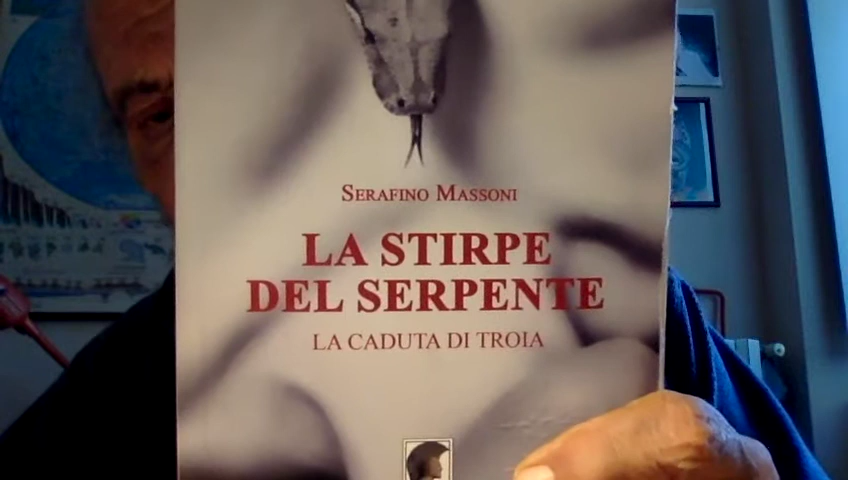 SERAFINO MASSONI
LA STIRPE
DEL SERPENTE
LA CADUTA DI TROIA